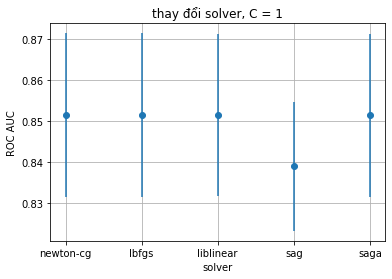 thay đổi solver, C = 1
0.87
0.86
0.85
0.84
0.83
ROC AUC
newton-cg lbfgs liblinear sag saga
solver